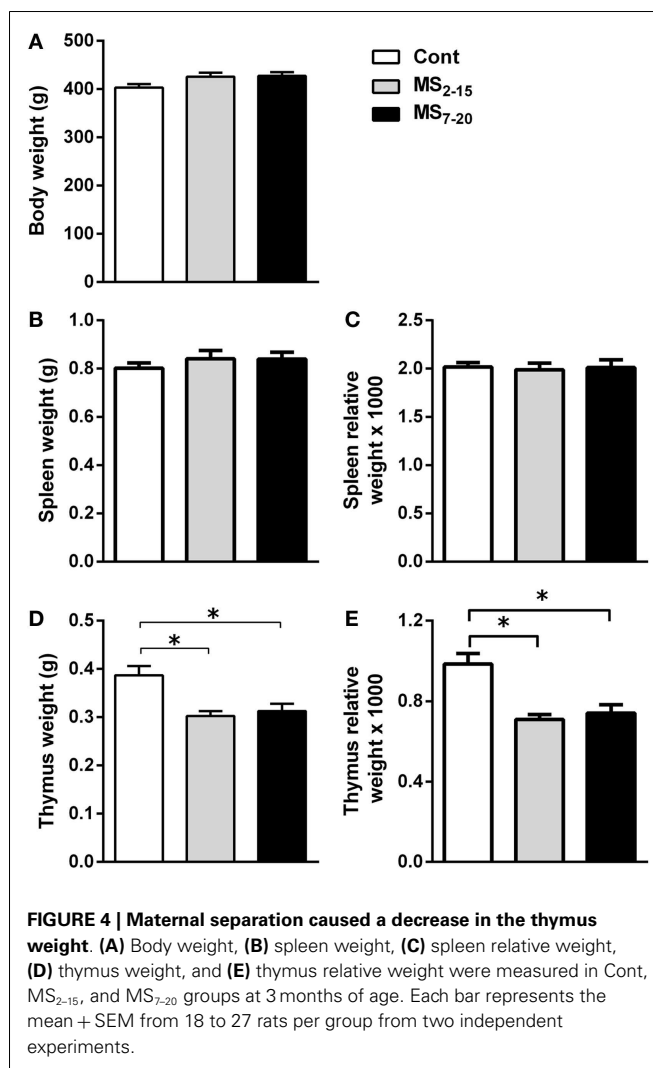 A
Body weight (g)
500
400
300
200
100
0
Cont
MS2-15
MS7-20
B
Spleen weight (g)
1.0
0.8
0.6
0.4
0.2
0.0
C
Spleen relative
weight x 1000
2.5
2.0
1.5
1.0
0.5
0.0
D
Thymus weight (g)
0.5
0.4
0.3
0.2
0.1
0.0
*
*
E
Thymus relative
weight x 1000
1.2
0.8
0.4
0.0
*
*
FIGURE 4 | Maternal separation caused a decrease in the thymus
weight. (A) Body weight, (B) spleen weight, (C) spleen relative weight,
(D) thymus weight, and (E) thymus relative weight were measured in Cont,
MS2–15, and MS7–20 groups at 3 months of age. Each bar represents the
mean + SEM from 18 to 27 rats per group from two independent
experiments.